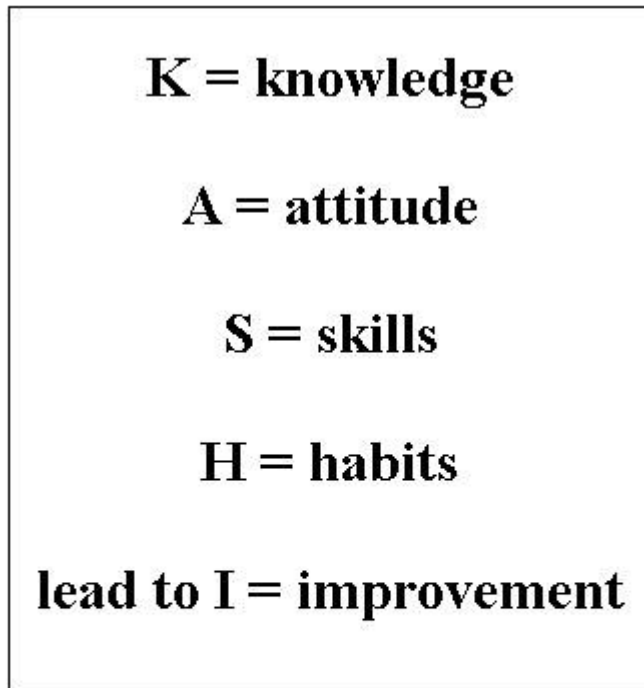 K = knowledge
A = attitude
S = skills
H = habits
lead to I = improvement